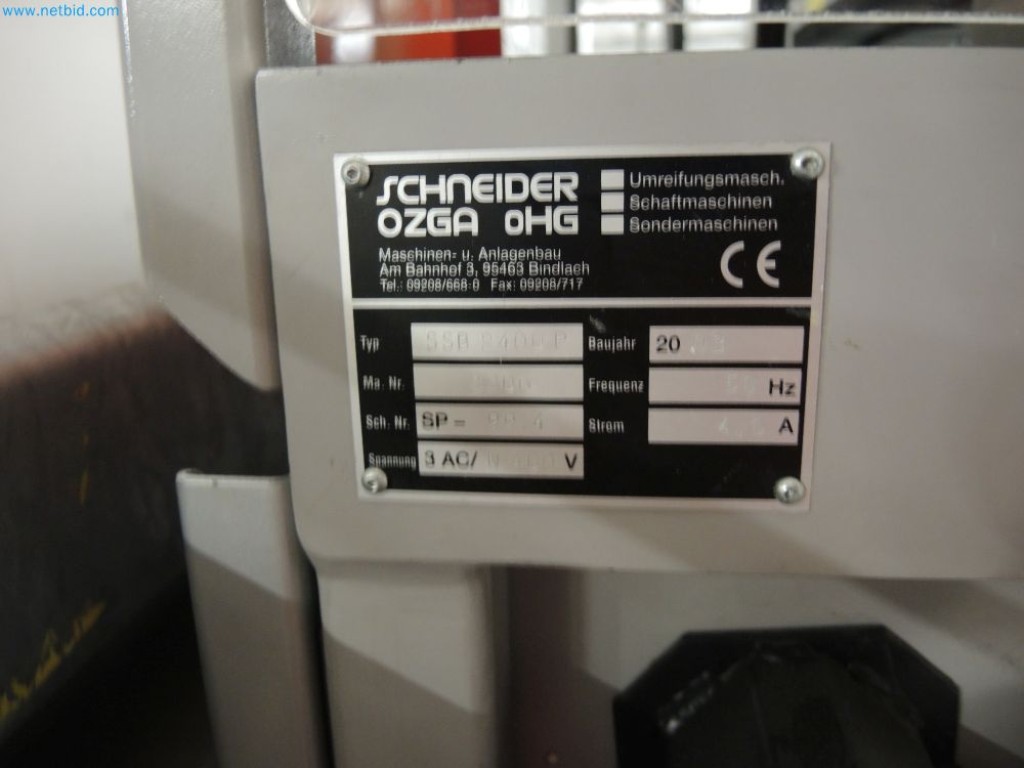 www.netbid.com
SCHNEIDER
OZGA oHG
Umreifungsmasch.
Schaftmaschinen
Sondermaschinen
Maschinen- u. Anlagenbau
Am Bahnhof 3, 95463 Bindlach
Tel.: 09208/668-0 Fax: 09208/717
CE
Typ SSB
Baujahr 20
Ma. Nr.
Frequenz Hz
Sch. Nr. SP =
Strom A
Spannung 3 AC/ V